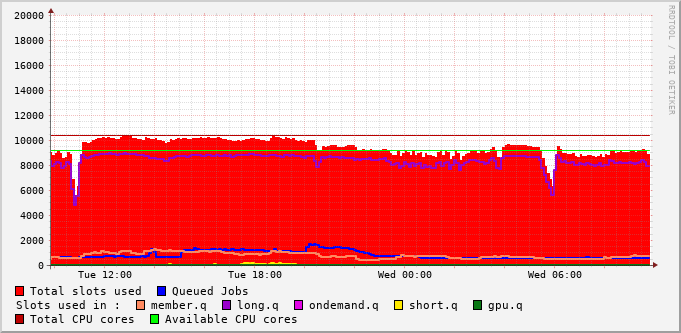 20000
18000
16000
14000
12000
10000
8000
6000
4000
2000
0
Tue 12:00 Tue 18:00 Wed 00:00 Wed 06:00
RRDTOOL / TOBI OETIKER
Total slots used Queued Jobs
Slots used in : member.q long.q ondemand.q short.q gpu.q
Total CPU cores Available CPU cores